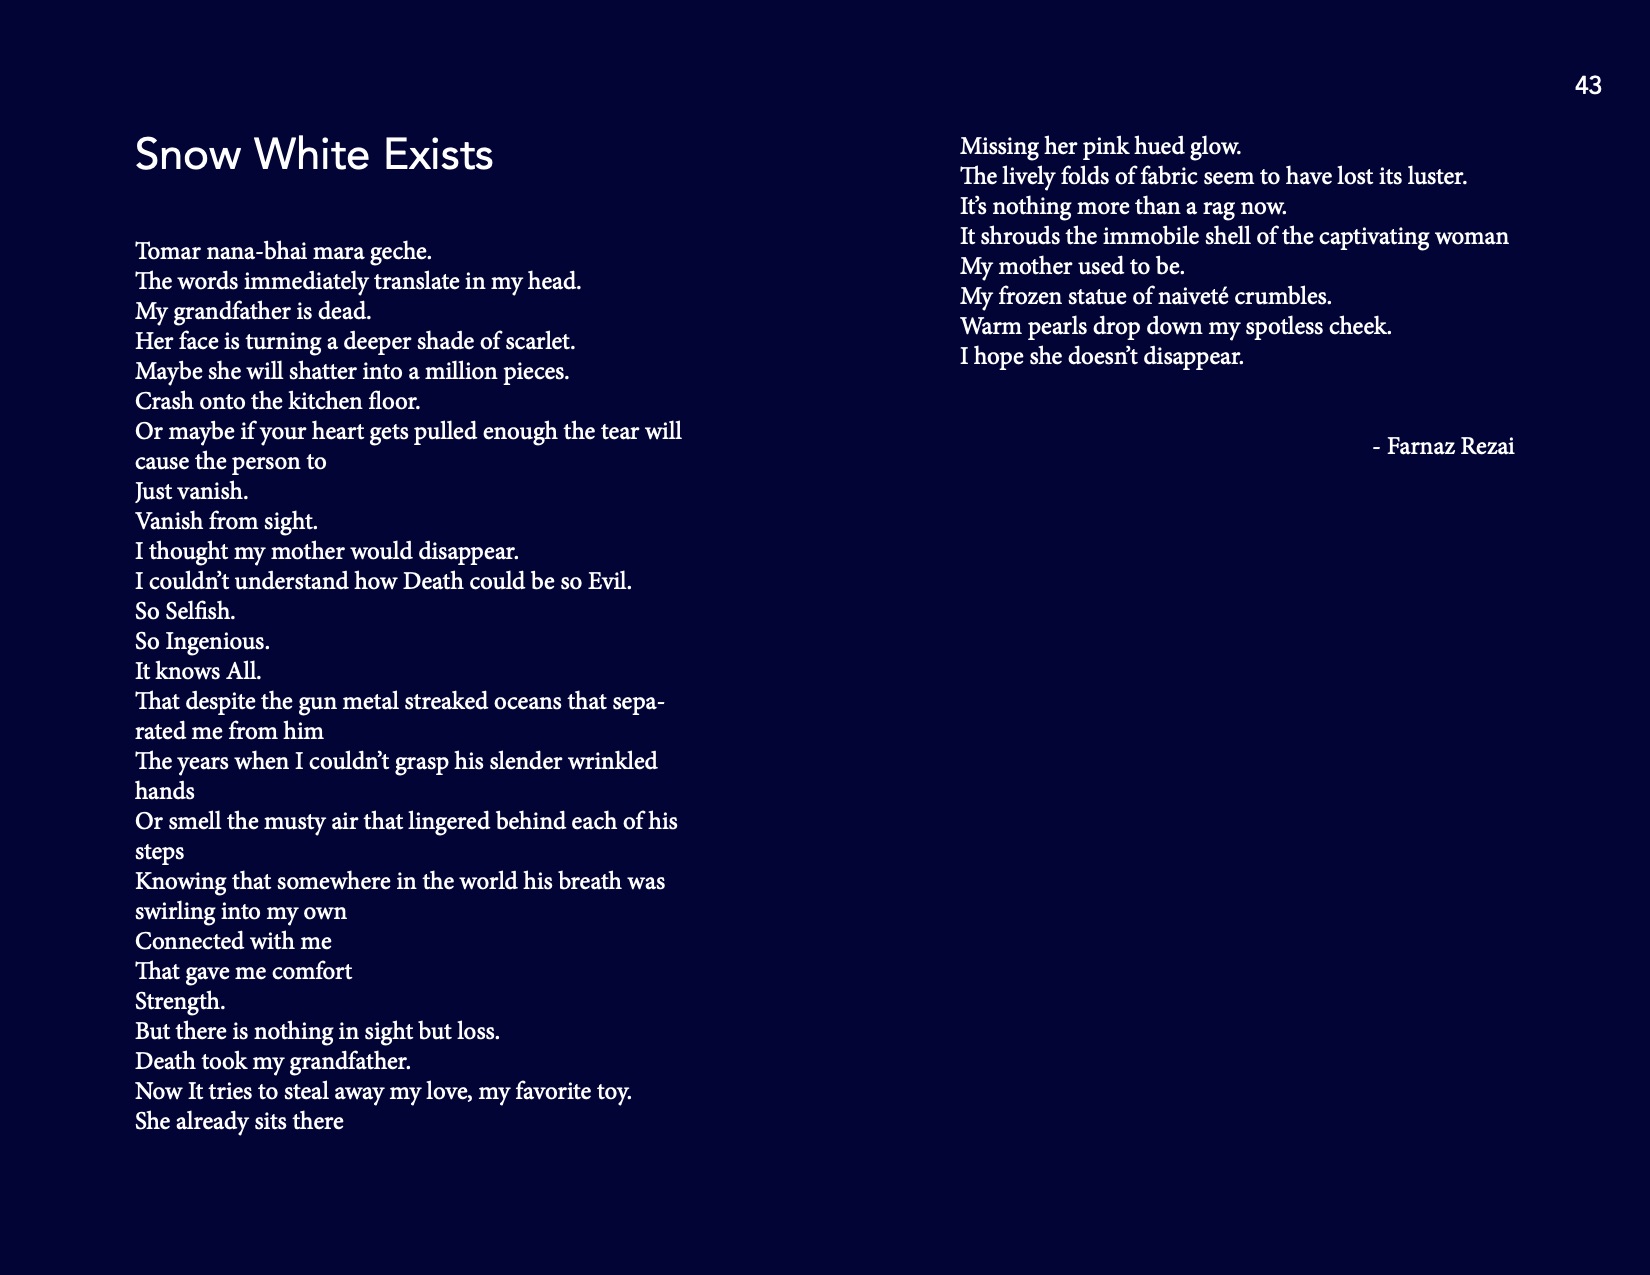 43
Snow White Exists
Tomar nana-bhai mara geche.
The words immediately translate in my head.
My grandfather is dead.
Her face is turning a deeper shade of scarlet.
Maybe she will shatter into a million pieces.
Crash onto the kitchen floor.
Or maybe if your heart gets pulled enough the tear will
cause the person to
Just vanish.
Vanish from sight.
I thought my mother would disappear.
I couldn’t understand how Death could be so Evil.
So Selfish.
So Ingenious.
It knows All.
That despite the gun metal streaked oceans that sepa-
rated me from him
The years when I couldn’t grasp his slender wrinkled
hands
Or smell the musty air that lingered behind each of his
steps
Knowing that somewhere in the world his breath was
swirling into my own
Connected with me
That gave me comfort
Strength.
But there is nothing in sight but loss.
Death took my grandfather.
Now It tries to steal away my love, my favorite toy.
She already sits there
Missing her pink hued glow.
The lively folds of fabric seem to have lost its luster.
It’s nothing more than a rag now.
It shrouds the immobile shell of the captivating woman
My mother used to be.
My frozen statue of naiveté crumbles.
Warm pearls drop down my spotless cheek.
I hope she doesn’t disappear.
- Farnaz Rezai